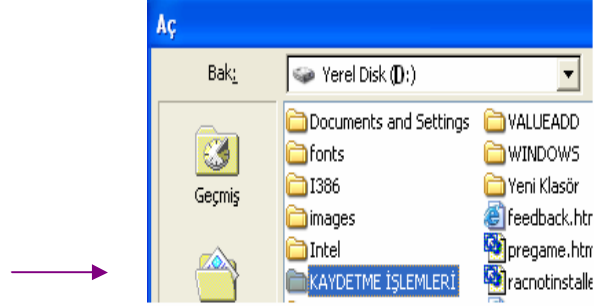 Aç
Bak: Yerel Disk (D:)
Geçmiş
Documents and Settings
fonts
I386
images
Intel
KAYDETME İŞLEMLERİ
VALUEADD
WINDOWS
Yeni Klasör
feedback.htr
pregame.htm
racnotinstalle